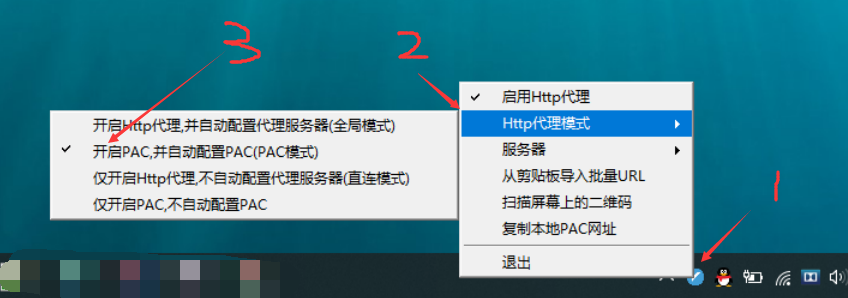 3
2
1
启用Http代理
Http代理模式
服务器
从剪贴板导入批量URL
扫描屏幕上的二维码
复制本地PAC网址
退出
开启Http代理,并自动配置代理服务器(全局模式)
开启PAC,并自动配置PAC(PAC模式)
仅开启Http代理,不自动配置代理服务器(直连模式)
仅开启PAC,不自动配置PAC